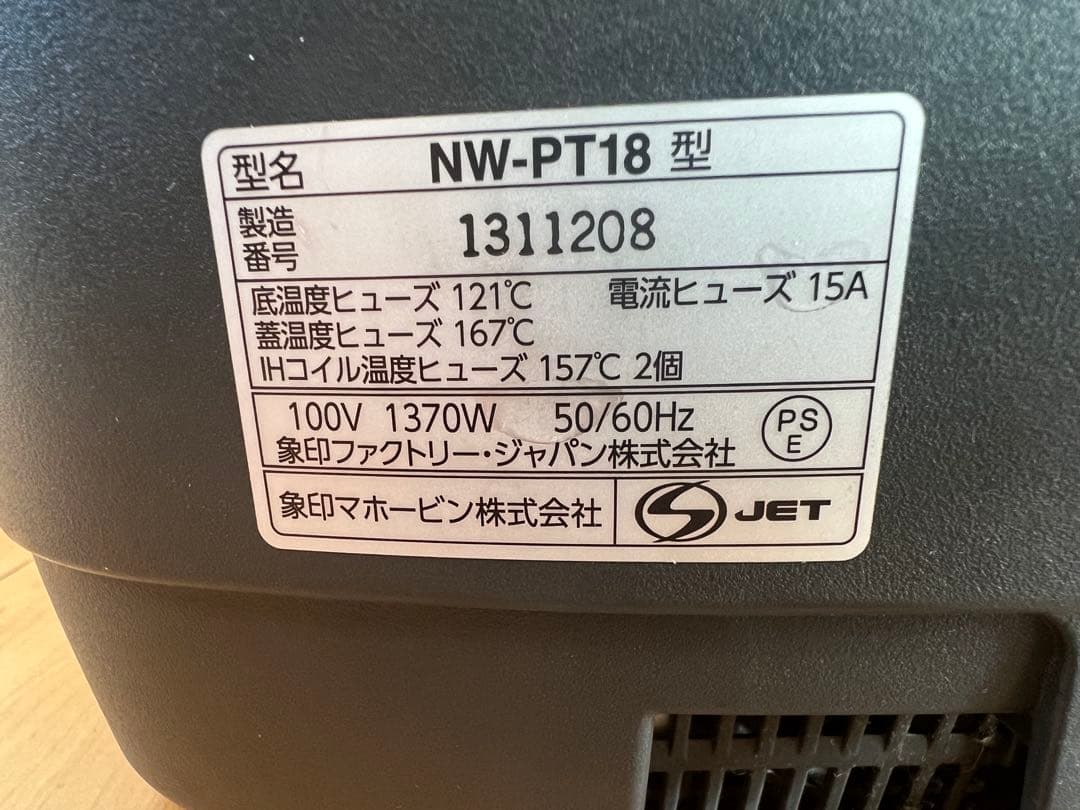 型名 NW-PT18 型
製造
番号 1311208
底温度ヒューズ 121℃ 電流ヒューズ 15A
蓋温度ヒューズ 167℃
IHコイル温度ヒューズ 157℃ 2個
100V 1370W 50/60Hz
PS
E
象印ファクトリー・ジャパン株式会社
象印マホービン株式会社 JET